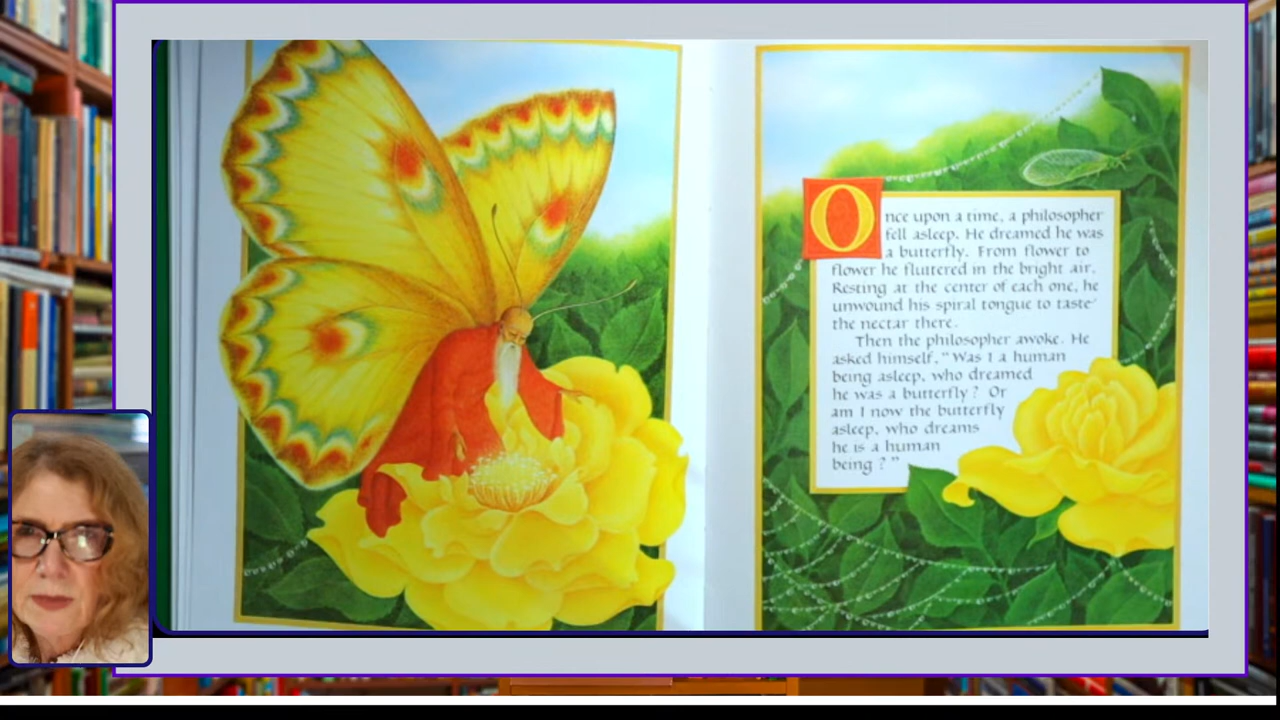 Once upon a time, a philosopher
fell asleep. He dreamed he was
a butterfly. From flower to
flower he fluttered in the bright air.
Resting at the center of each one, he
unwound his spiral tongue to taste
the nectar there.
Then the philosopher awoke. He
asked himself, "Was I a human
being asleep, who dreamed
he was a butterfly? Or
am I now the butterfly
asleep, who dreams
he is a human
being?"